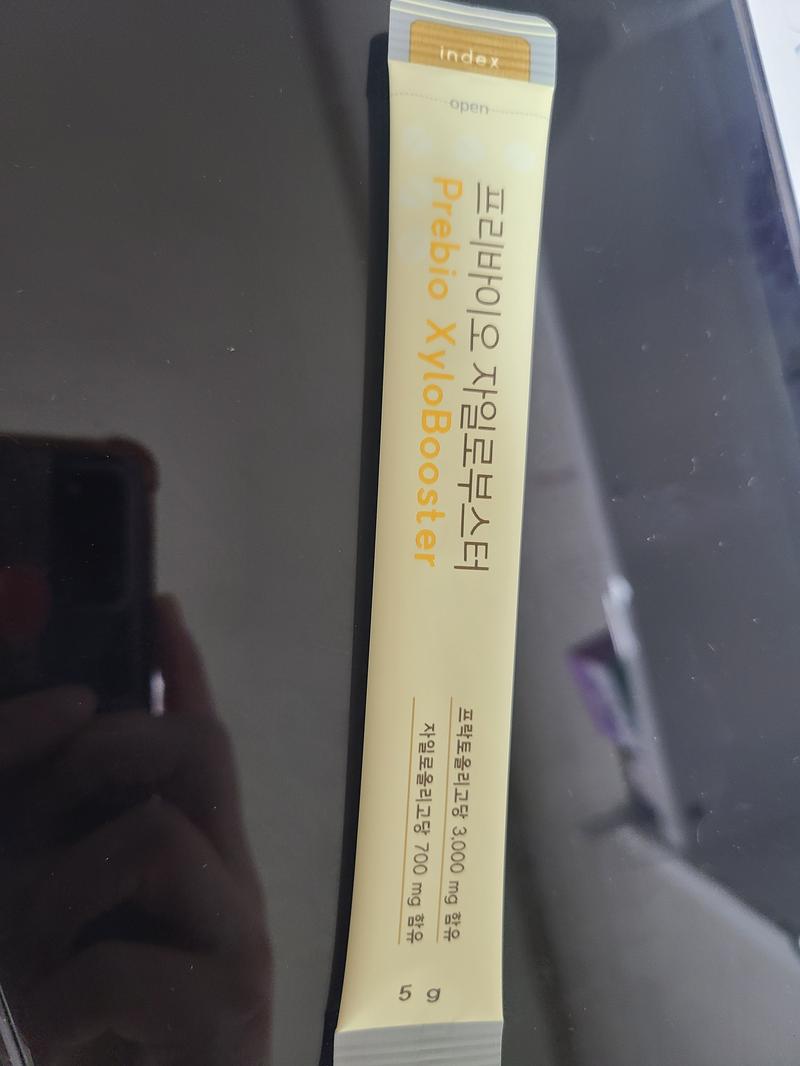 index
open
프리바이오 자일로부스터
Prebio XyloBooster
프락토올리고당 3,000 mg 함유
자일로올리고당 700 mg 함유
5 g